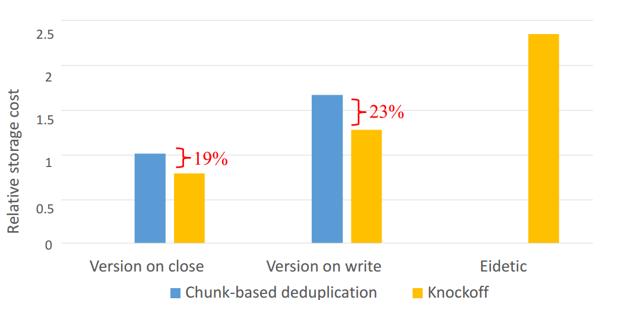 Relative storage cost
2.5
2
1.5
1
0.5
0
19%
23%
Version on close
Version on write
Eidetic
Chunk-based deduplication
Knockoff